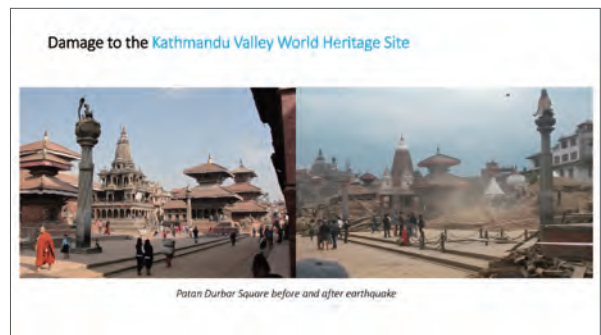 Damage to the Kathmandu Valley World Heritage Site
Patan Durbar Square before and after earthquake